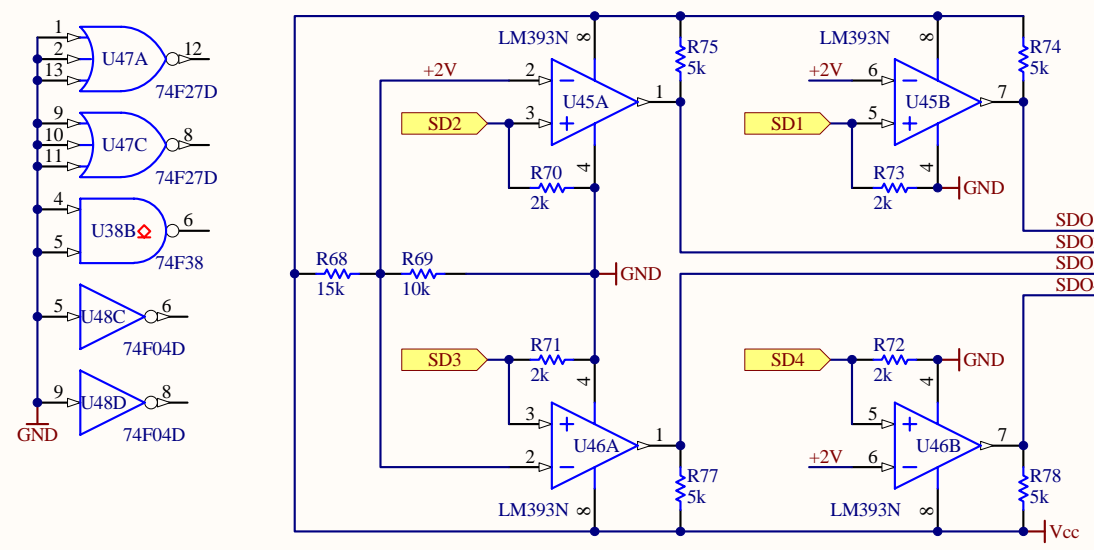 1
2
13
U47A
12
74F27D
9
10
11
U47C
8
74F27D
4
5
U38B
6
74F38
5
U48C
6
74F04D
9
U48D
8
74F04D
GND
LM393N
8
R75
5k
+2V
2
3
U45A
1
SD2
4
R70
2k
LM393N
8
R74
5k
+2V
6
5
U45B
7
SD1
4
R73
2k
GND
SDO
SDO
SDO
SDO
R68
15k
R69
10k
GND
SD3
R71
2k
4
3
2
U46A
1
R77
5k
LM393N
8
SD4
R72
2k
GND
4
5
+2V
6
U46B
7
R78
5k
LM393N
8
Vcc